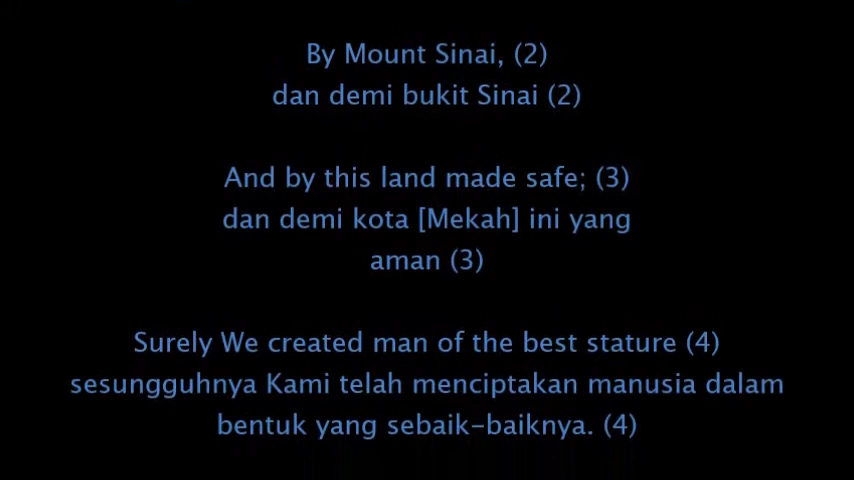 By Mount Sinai, (2)
dan demi bukit Sinai (2)
And by this land made safe; (3)
dan demi kota [Mekah] ini yang
aman (3)
Surely We created man of the best stature (4)
sesungguhnya Kami telah menciptakan manusia dalam
bentuk yang sebaik-baiknya. (4)